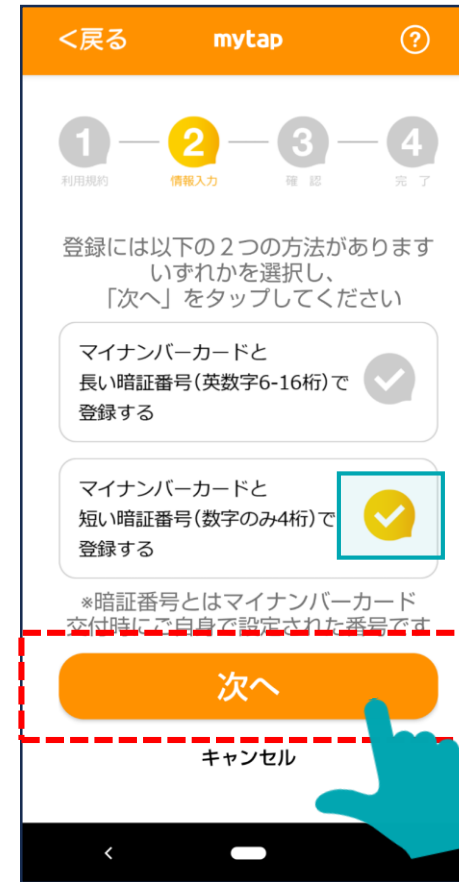 <戻る mytap ?
1 2 3 4
利用規約 情報入力 確 認 完 了
登録には以下の２つの方法があります
いずれかを選択し、
「次へ」をタップしてください
マイナンバーカードと
長い暗証番号(英数字6-16桁)で
登録する
マイナンバーカードと
短い暗証番号(数字のみ4桁)で
登録する
※暗証番号とはマイナンバーカード
交付時にご自身で設定された番号です
次へ
キャンセル